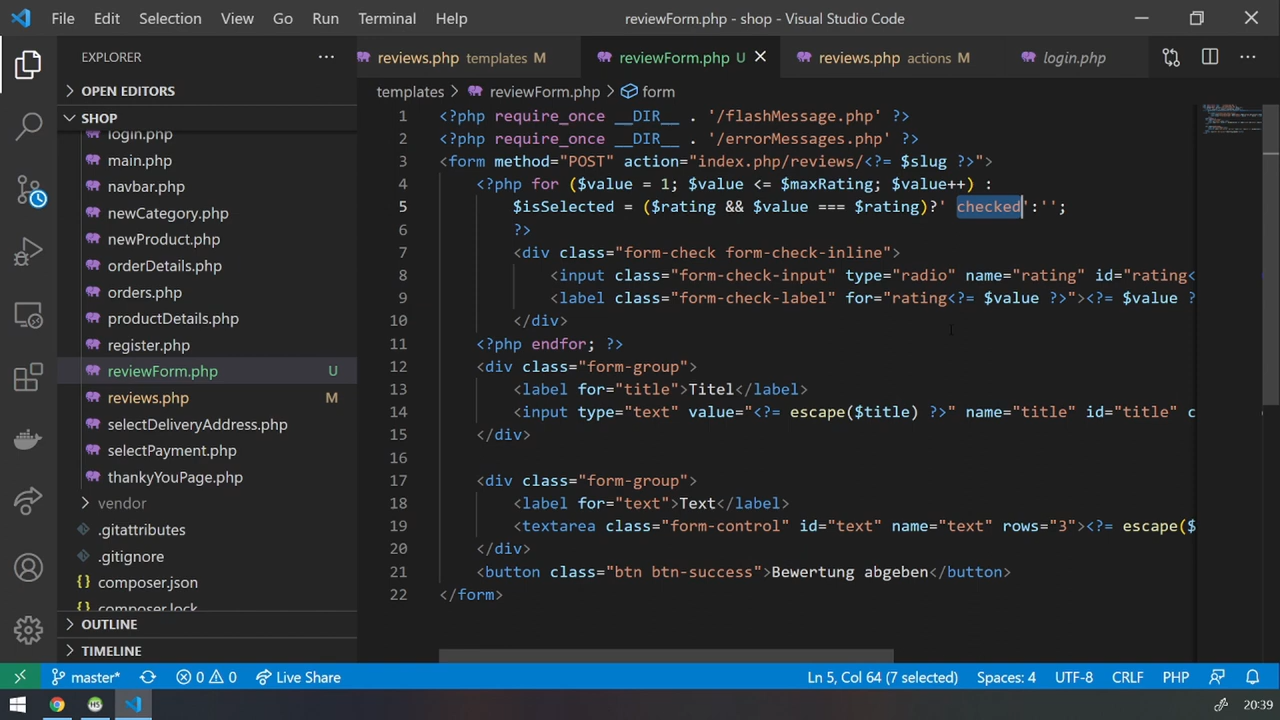 File Edit Selection View Go Run Terminal Help
reviewForm.php - shop - Visual Studio Code
EXPLORER
OPEN EDITORS
SHOP
login.php
main.php
navbar.php
newCategory.php
newProduct.php
orderDetails.php
orders.php
productDetails.php
register.php
reviewForm.php U
reviews.php M
selectDeliveryAddress.php
selectPayment.php
thankyYouPage.php
vendor
.gitattributes
.gitignore
composer.json
composer.lock
OUTLINE
TIMELINE
reviews.php templates M
reviewForm.php U
reviews.php actions M
login.php
templates > reviewForm.php > form
1 <?php require_once __DIR__ . '/flashMessage.php' ?>
2 <?php require_once __DIR__ . '/errorMessages.php' ?>
3 <form method="POST" action="index.php/reviews/<?= $slug ?>">
4 <?php for ($value = 1; $value <= $maxRating; $value++) :
5 $isSelected = ($rating && $value === $rating)?' checked':'';
6 ?>
7 <div class="form-check form-check-inline">
8 <input class="form-check-input" type="radio" name="rating" id="rating<
9 <label class="form-check-label" for="rating<?= $value ?>"><?= $value ?
10 </div>
11 <?php endfor; ?>
12 <div class="form-group">
13 <label for="title">Titel</label>
14 <input type="text" value="<?= escape($title) ?>" name="title" id="title" c
15 </div>
16
17 <div class="form-group">
18 <label for="text">Text</label>
19 <textarea class="form-control" id="text" name="text" rows="3"><?= escape($
20 </div>
21 <button class="btn btn-success">Bewertung abgeben</button>
22 </form>
master* 0 0 Live Share
Ln 5, Col 64 (7 selected) Spaces: 4 UTF-8 CRLF PHP
20:39